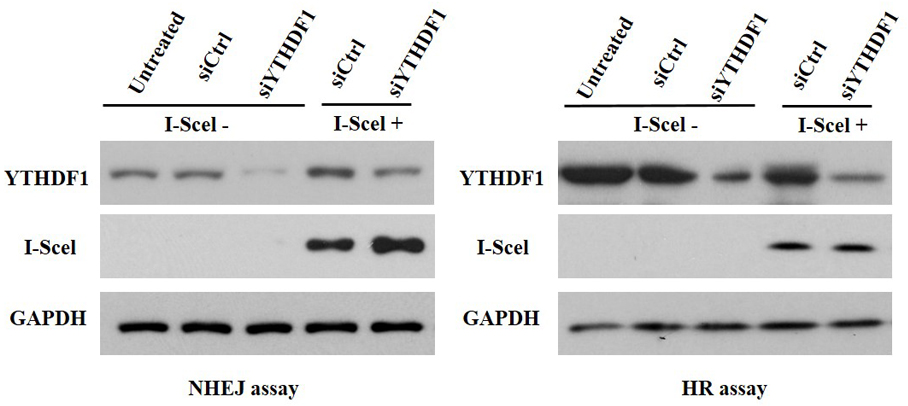 Untreated siCtrl siYTHDF1 siCtrl siYTHDF1
I-SceI - I-SceI +
YTHDF1
I-SceI
GAPDH
NHEJ assay
Untreated siCtrl siYTHDF1 siCtrl siYTHDF1
I-SceI - I-SceI +
YTHDF1
I-SceI
GAPDH
HR assay